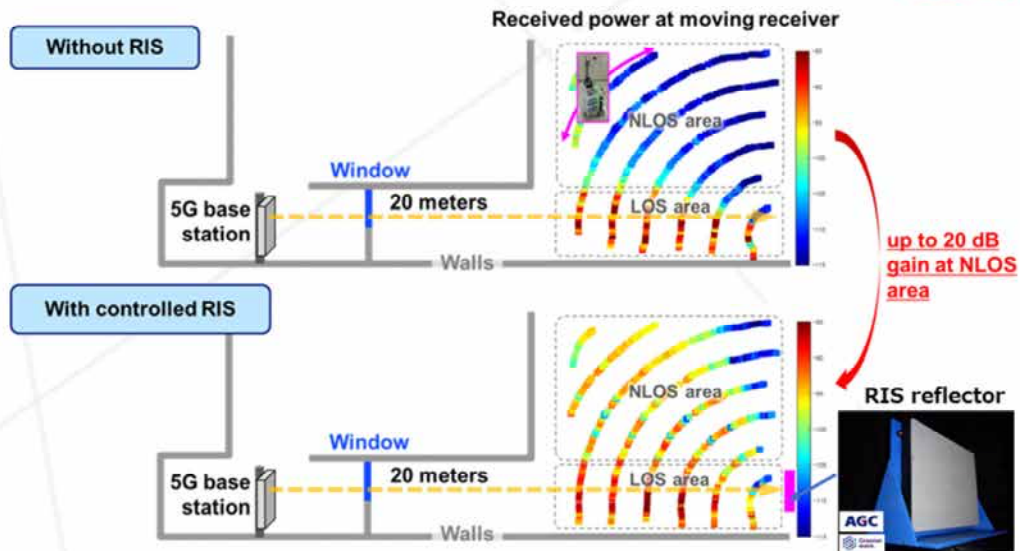 Received power at moving receiver
Without RIS
NLOS area
Window
5G base
station
20 meters
LOS area
Walls
up to 20 dB
gain at NLOS
area
With controlled RIS
RIS reflector
NLOS area
Window
5G base
station
20 meters
LOS area
Walls
AGC